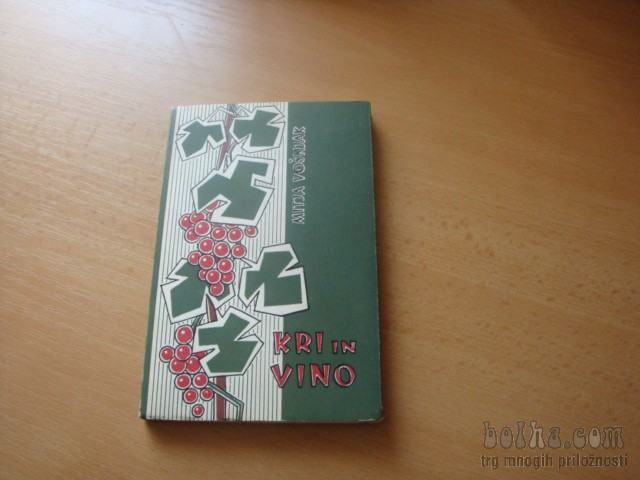 MITJA VOŠNJAK
KRI IN
VINO
bolha.com
trg mnogih priložnosti